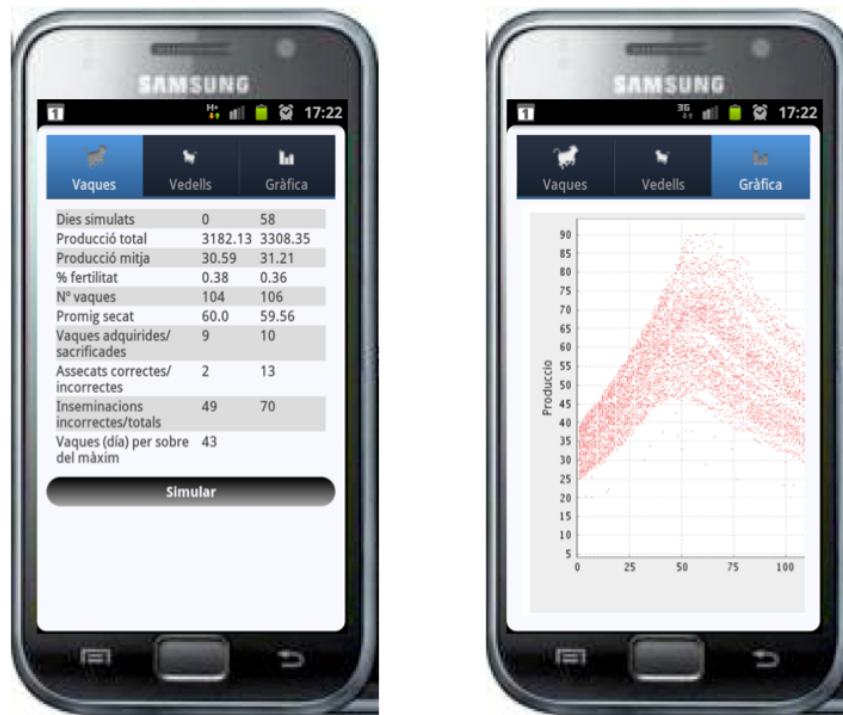 SAMSUNG
1 H+ 17:22
Vaques Vedells Gràfica
Dies simulats 0 58
Producció total 3182.13 3308.35
Producció mitja 30.59 31.21
% fertilitat 0.38 0.36
Nº vaques 104 106
Promig secat 60.0 59.56
Vaques adquirides/ 9 10
sacrificades
Assecats correctes/ 2 13
incorrectes
Inseminacions 49 70
incorrectes/totals
Vaques (día) per sobre 43
del màxim
Simular
SAMSUNG
1 3G 17:22
Vaques Vedells Gràfica
Produccio
90
85
80
75
70
65
60
55
50
45
40
35
30
25
20
15
10
5
0 25 50 75 100